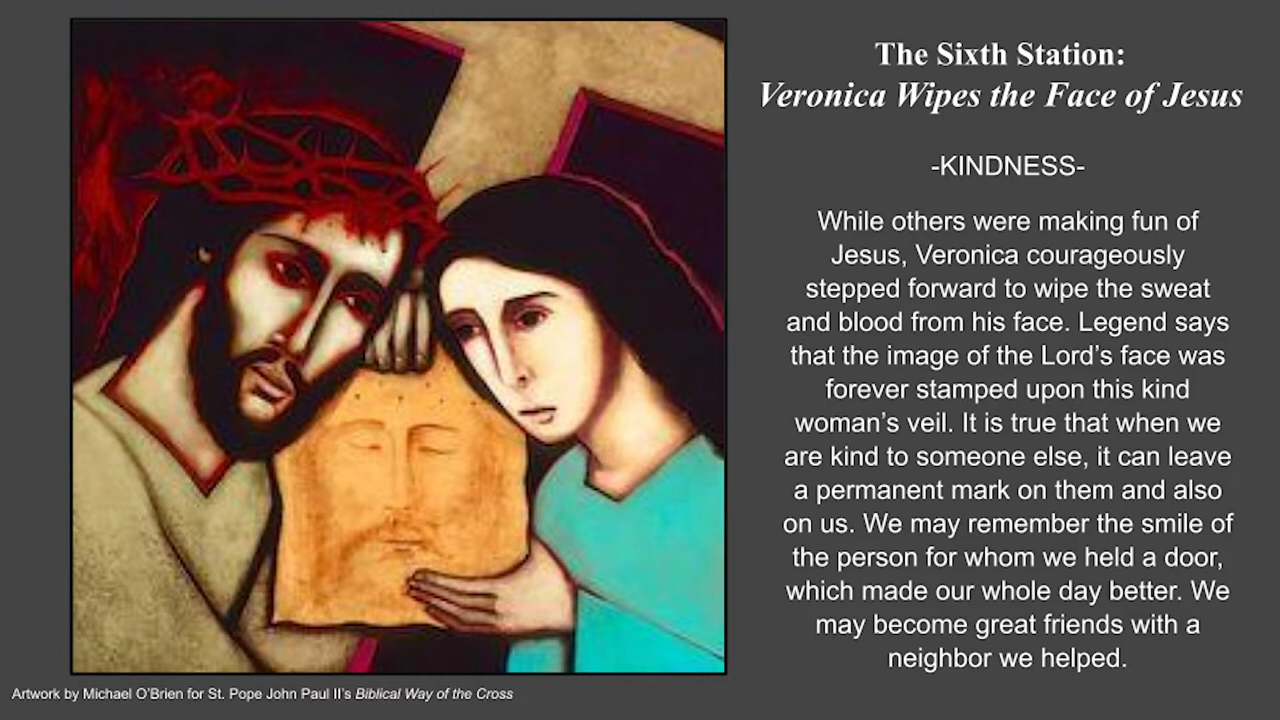 The Sixth Station:
Veronica Wipes the Face of Jesus
-KINDNESS-
While others were making fun of
Jesus, Veronica courageously
stepped forward to wipe the sweat
and blood from his face. Legend says
that the image of the Lord’s face was
forever stamped upon this kind
woman’s veil. It is true that when we
are kind to someone else, it can leave
a permanent mark on them and also
on us. We may remember the smile of
the person for whom we held a door,
which made our whole day better. We
may become great friends with a
neighbor we helped.
Artwork by Michael O’Brien for St. Pope John Paul II’s Biblical Way of the Cross